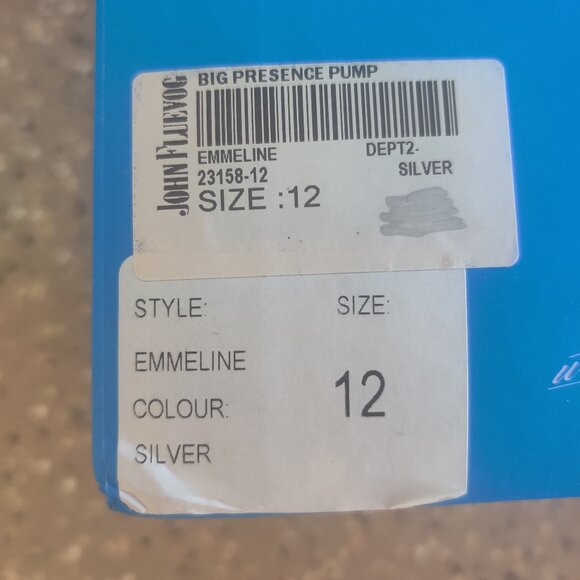 JOHN FLUEVOG
BIG PRESENCE PUMP
EMMELINE DEPT2-
23158-12 SILVER
SIZE :12
STYLE: SIZE:
EMMELINE
12
COLOUR:
SILVER